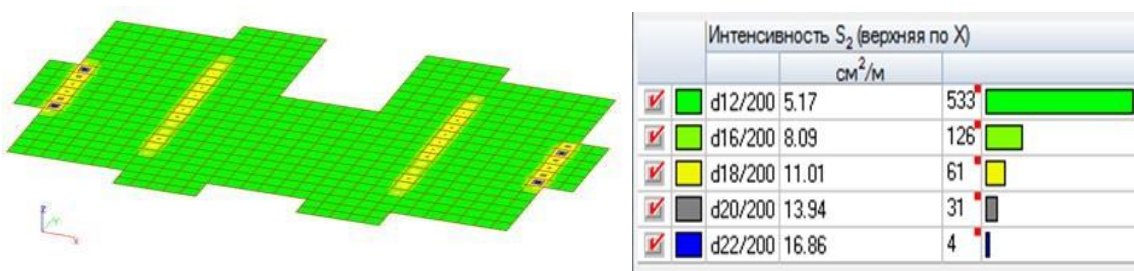 Z
Y
X
Интенсивность S₂ (верхняя по X)
см²/м
d12/200 5.17 533
d16/200 8.09 126
d18/200 11.01 61
d20/200 13.94 31
d22/200 16.86 4